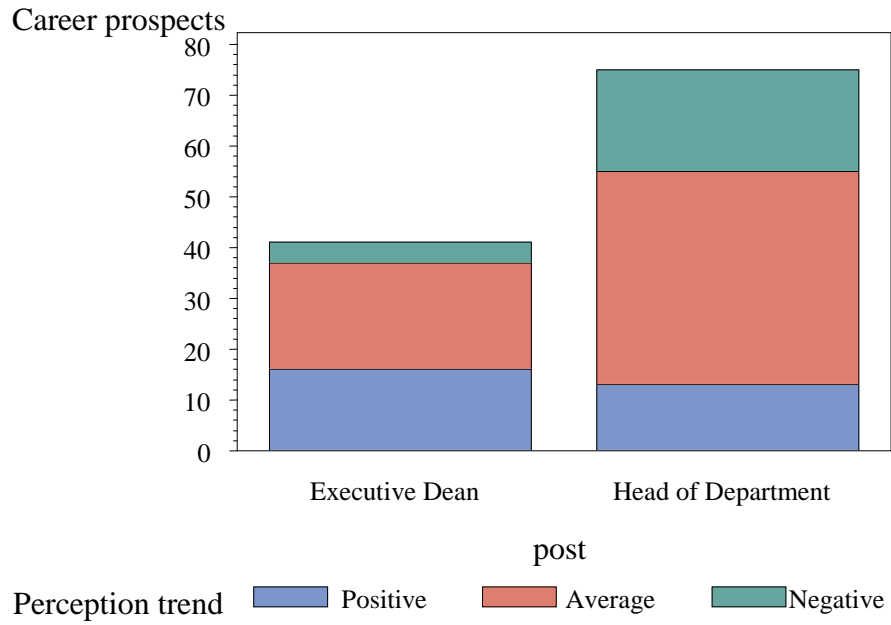 Career prospects
80
70
60
50
40
30
20
10
0
Executive Dean Head of Department
post
Perception trend Positive Average Negative